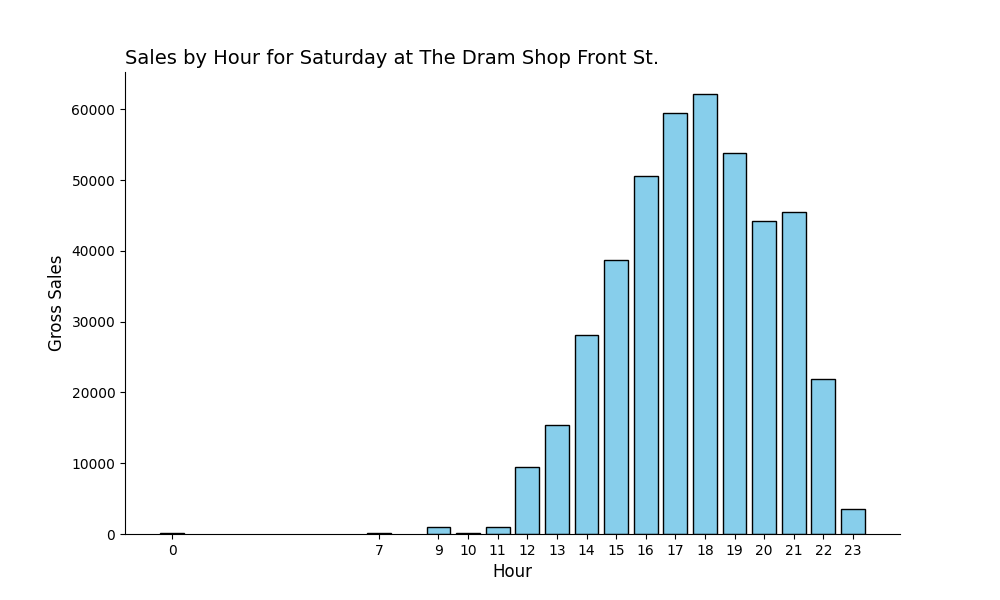 Sales by Hour for Saturday at The Dram Shop Front St.
60000
50000
40000
30000
20000
10000
0
Gross Sales
0 7 9 10 11 12 13 14 15 16 17 18 19 20 21 22 23
Hour